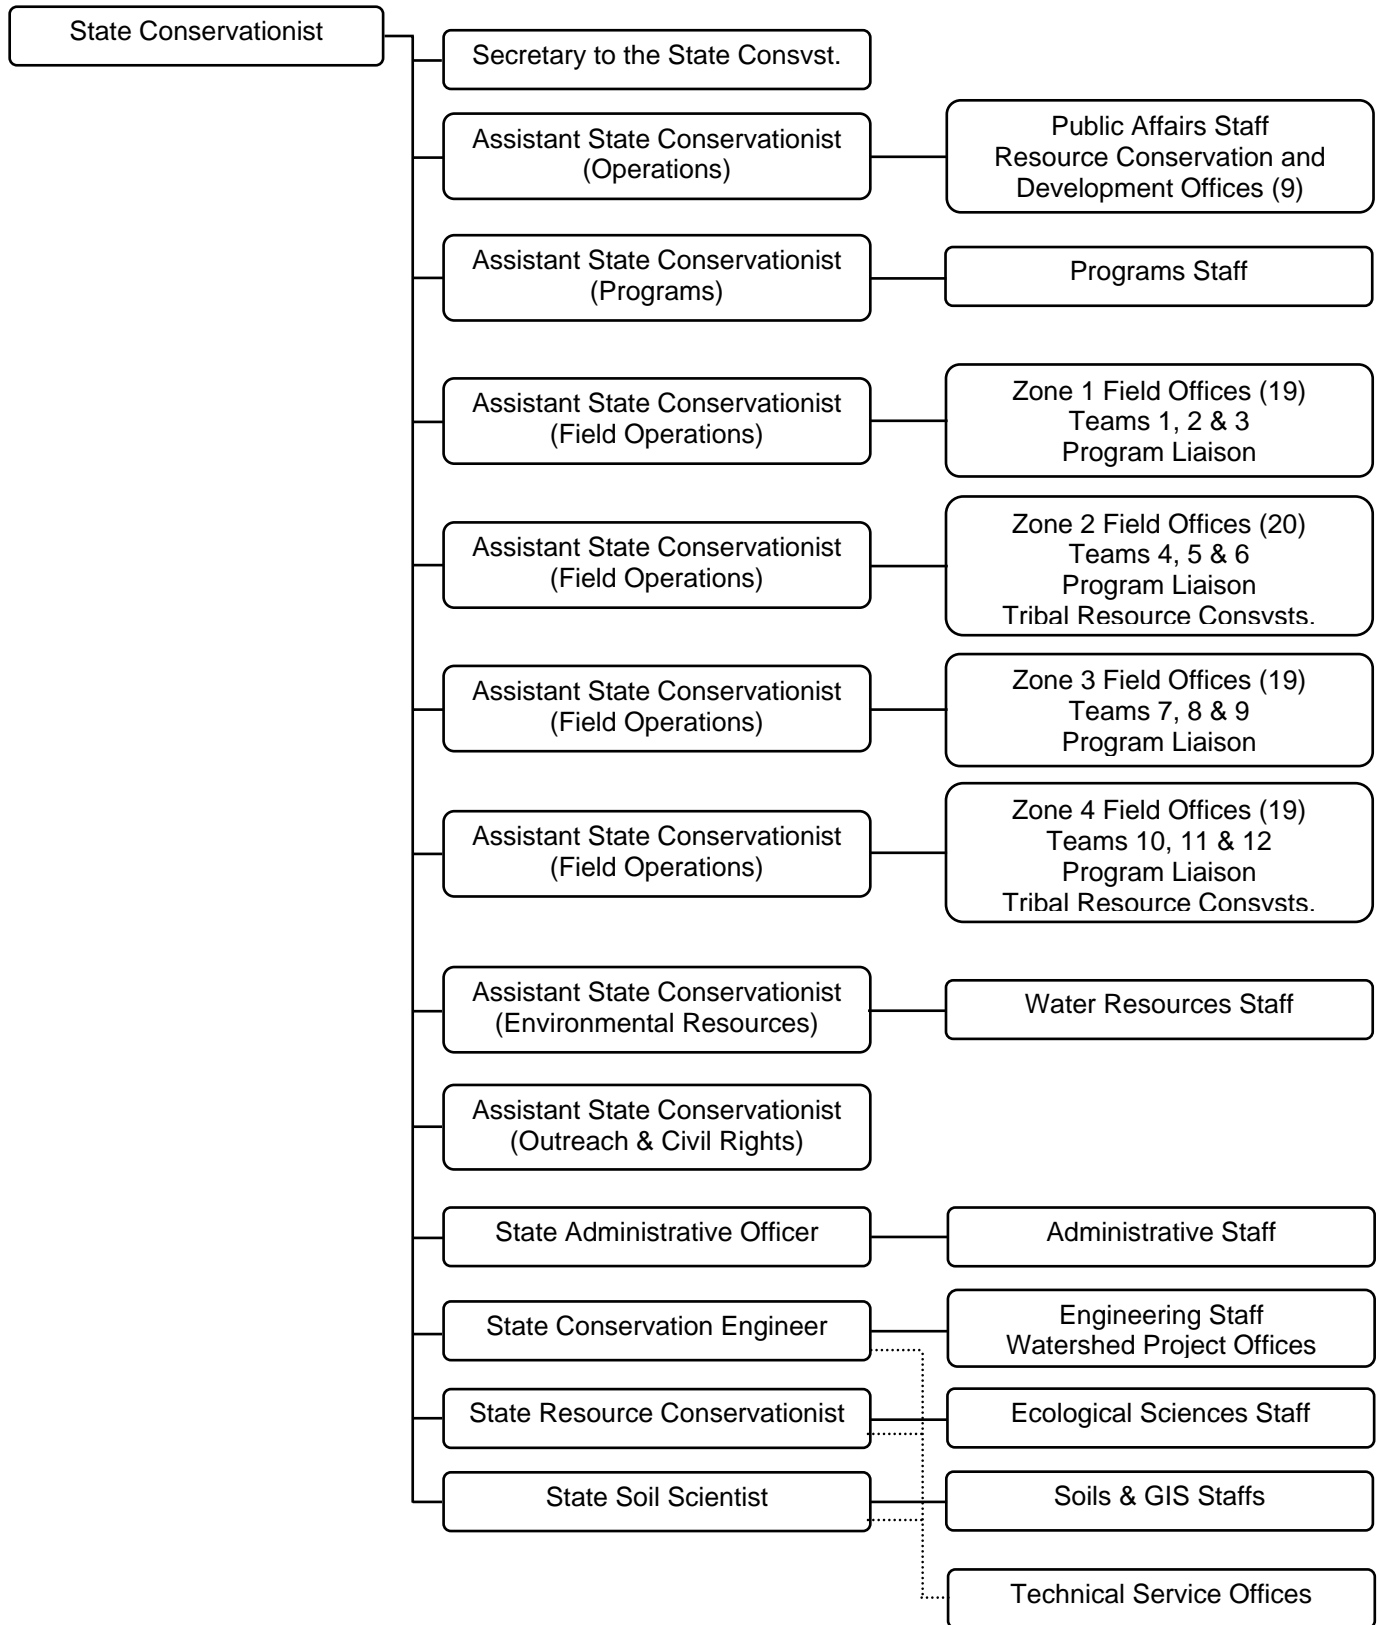 State Conservationist
Secretary to the State Consvst.
Assistant State Conservationist
(Operations)
Public Affairs Staff
Resource Conservation and
Development Offices (9)
Assistant State Conservationist
(Programs)
Programs Staff
Assistant State Conservationist
(Field Operations)
Zone 1 Field Offices (19)
Teams 1, 2 & 3
Program Liaison
Assistant State Conservationist
(Field Operations)
Zone 2 Field Offices (20)
Teams 4, 5 & 6
Program Liaison
Tribal Resource Consvsts.
Assistant State Conservationist
(Field Operations)
Zone 3 Field Offices (19)
Teams 7, 8 & 9
Program Liaison
Assistant State Conservationist
(Field Operations)
Zone 4 Field Offices (19)
Teams 10, 11 & 12
Program Liaison
Tribal Resource Consvsts.
Assistant State Conservationist
(Environmental Resources)
Water Resources Staff
Assistant State Conservationist
(Outreach & Civil Rights)
State Administrative Officer
Administrative Staff
State Conservation Engineer
Engineering Staff
Watershed Project Offices
State Resource Conservationist
Ecological Sciences Staff
State Soil Scientist
Soils & GIS Staffs
Technical Service Offices